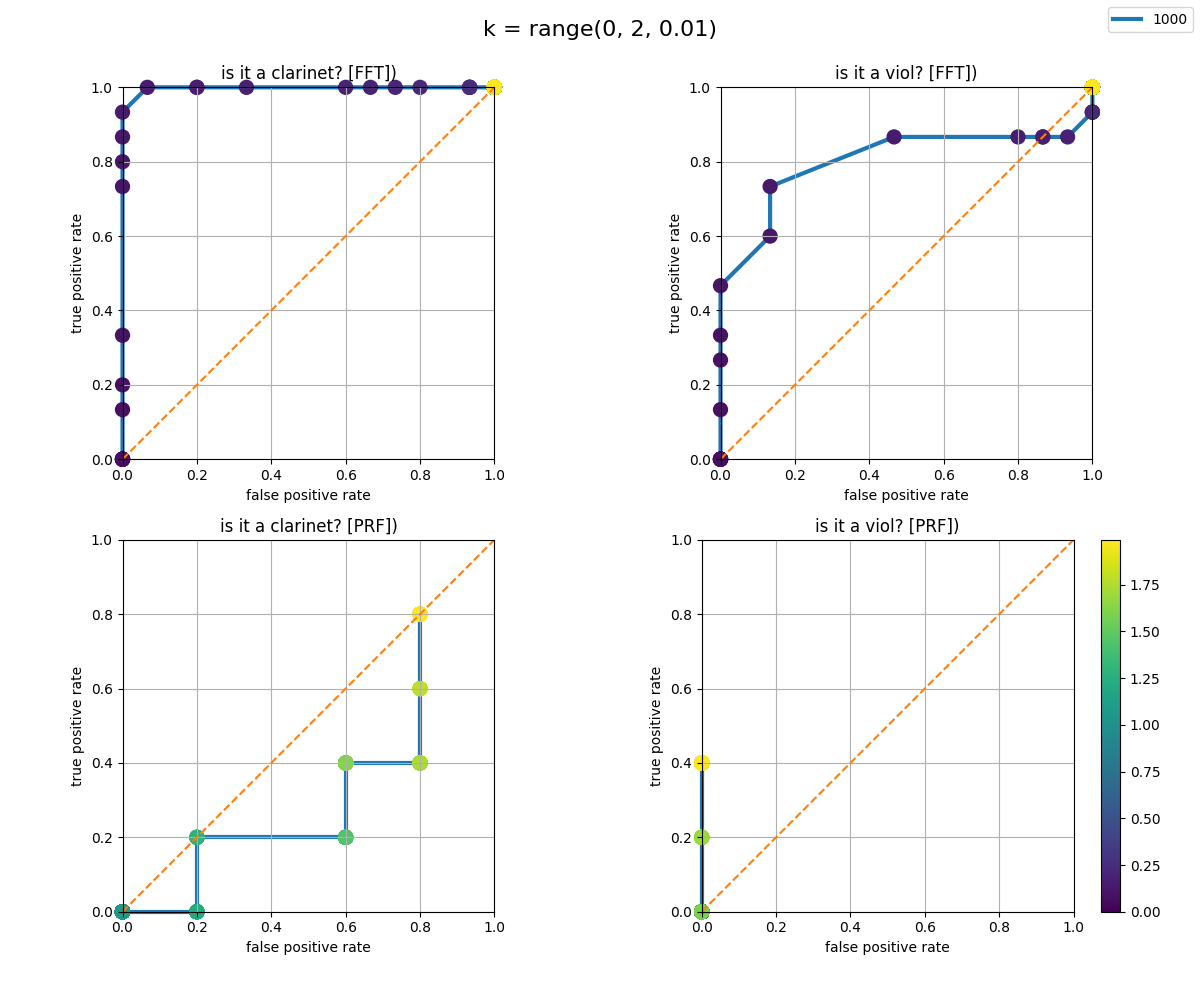 k = range(0, 2, 0.01)
1000
is it a clarinet? [FFT])
1.0
0.8
0.6
0.4
0.2
0.0
0.0 0.2 0.4 0.6 0.8 1.0
true positive rate
false positive rate
is it a viol? [FFT])
1.0
0.8
0.6
0.4
0.2
0.0
0.0 0.2 0.4 0.6 0.8 1.0
true positive rate
false positive rate
is it a clarinet? [PRF])
1.0
0.8
0.6
0.4
0.2
0.0
0.0 0.2 0.4 0.6 0.8 1.0
true positive rate
false positive rate
is it a viol? [PRF])
1.0
0.8
0.6
0.4
0.2
0.0
0.0 0.2 0.4 0.6 0.8 1.0
true positive rate
false positive rate
1.75
1.50
1.25
1.00
0.75
0.50
0.25
0.00